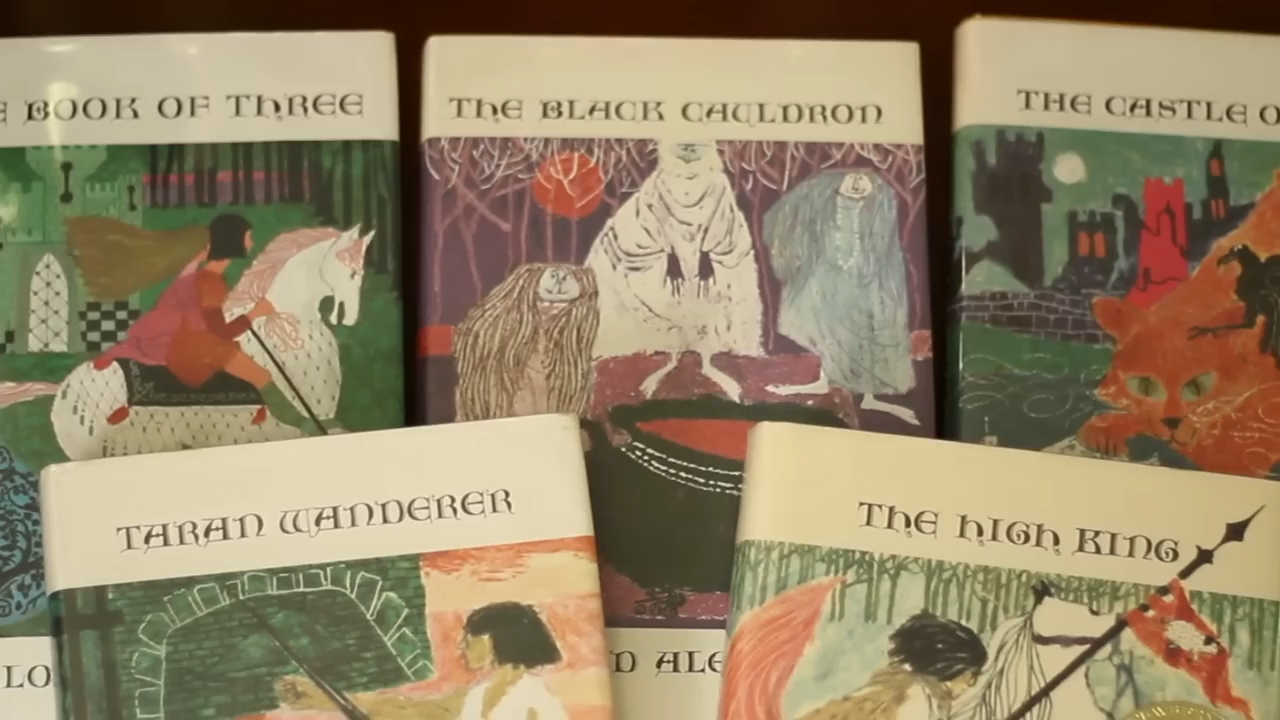 E BOOK OF THREE
THE BLACK CAULDRON
THE CASTLE O
TARAN WANDERER
THE HIGH KING
LO
D ALE